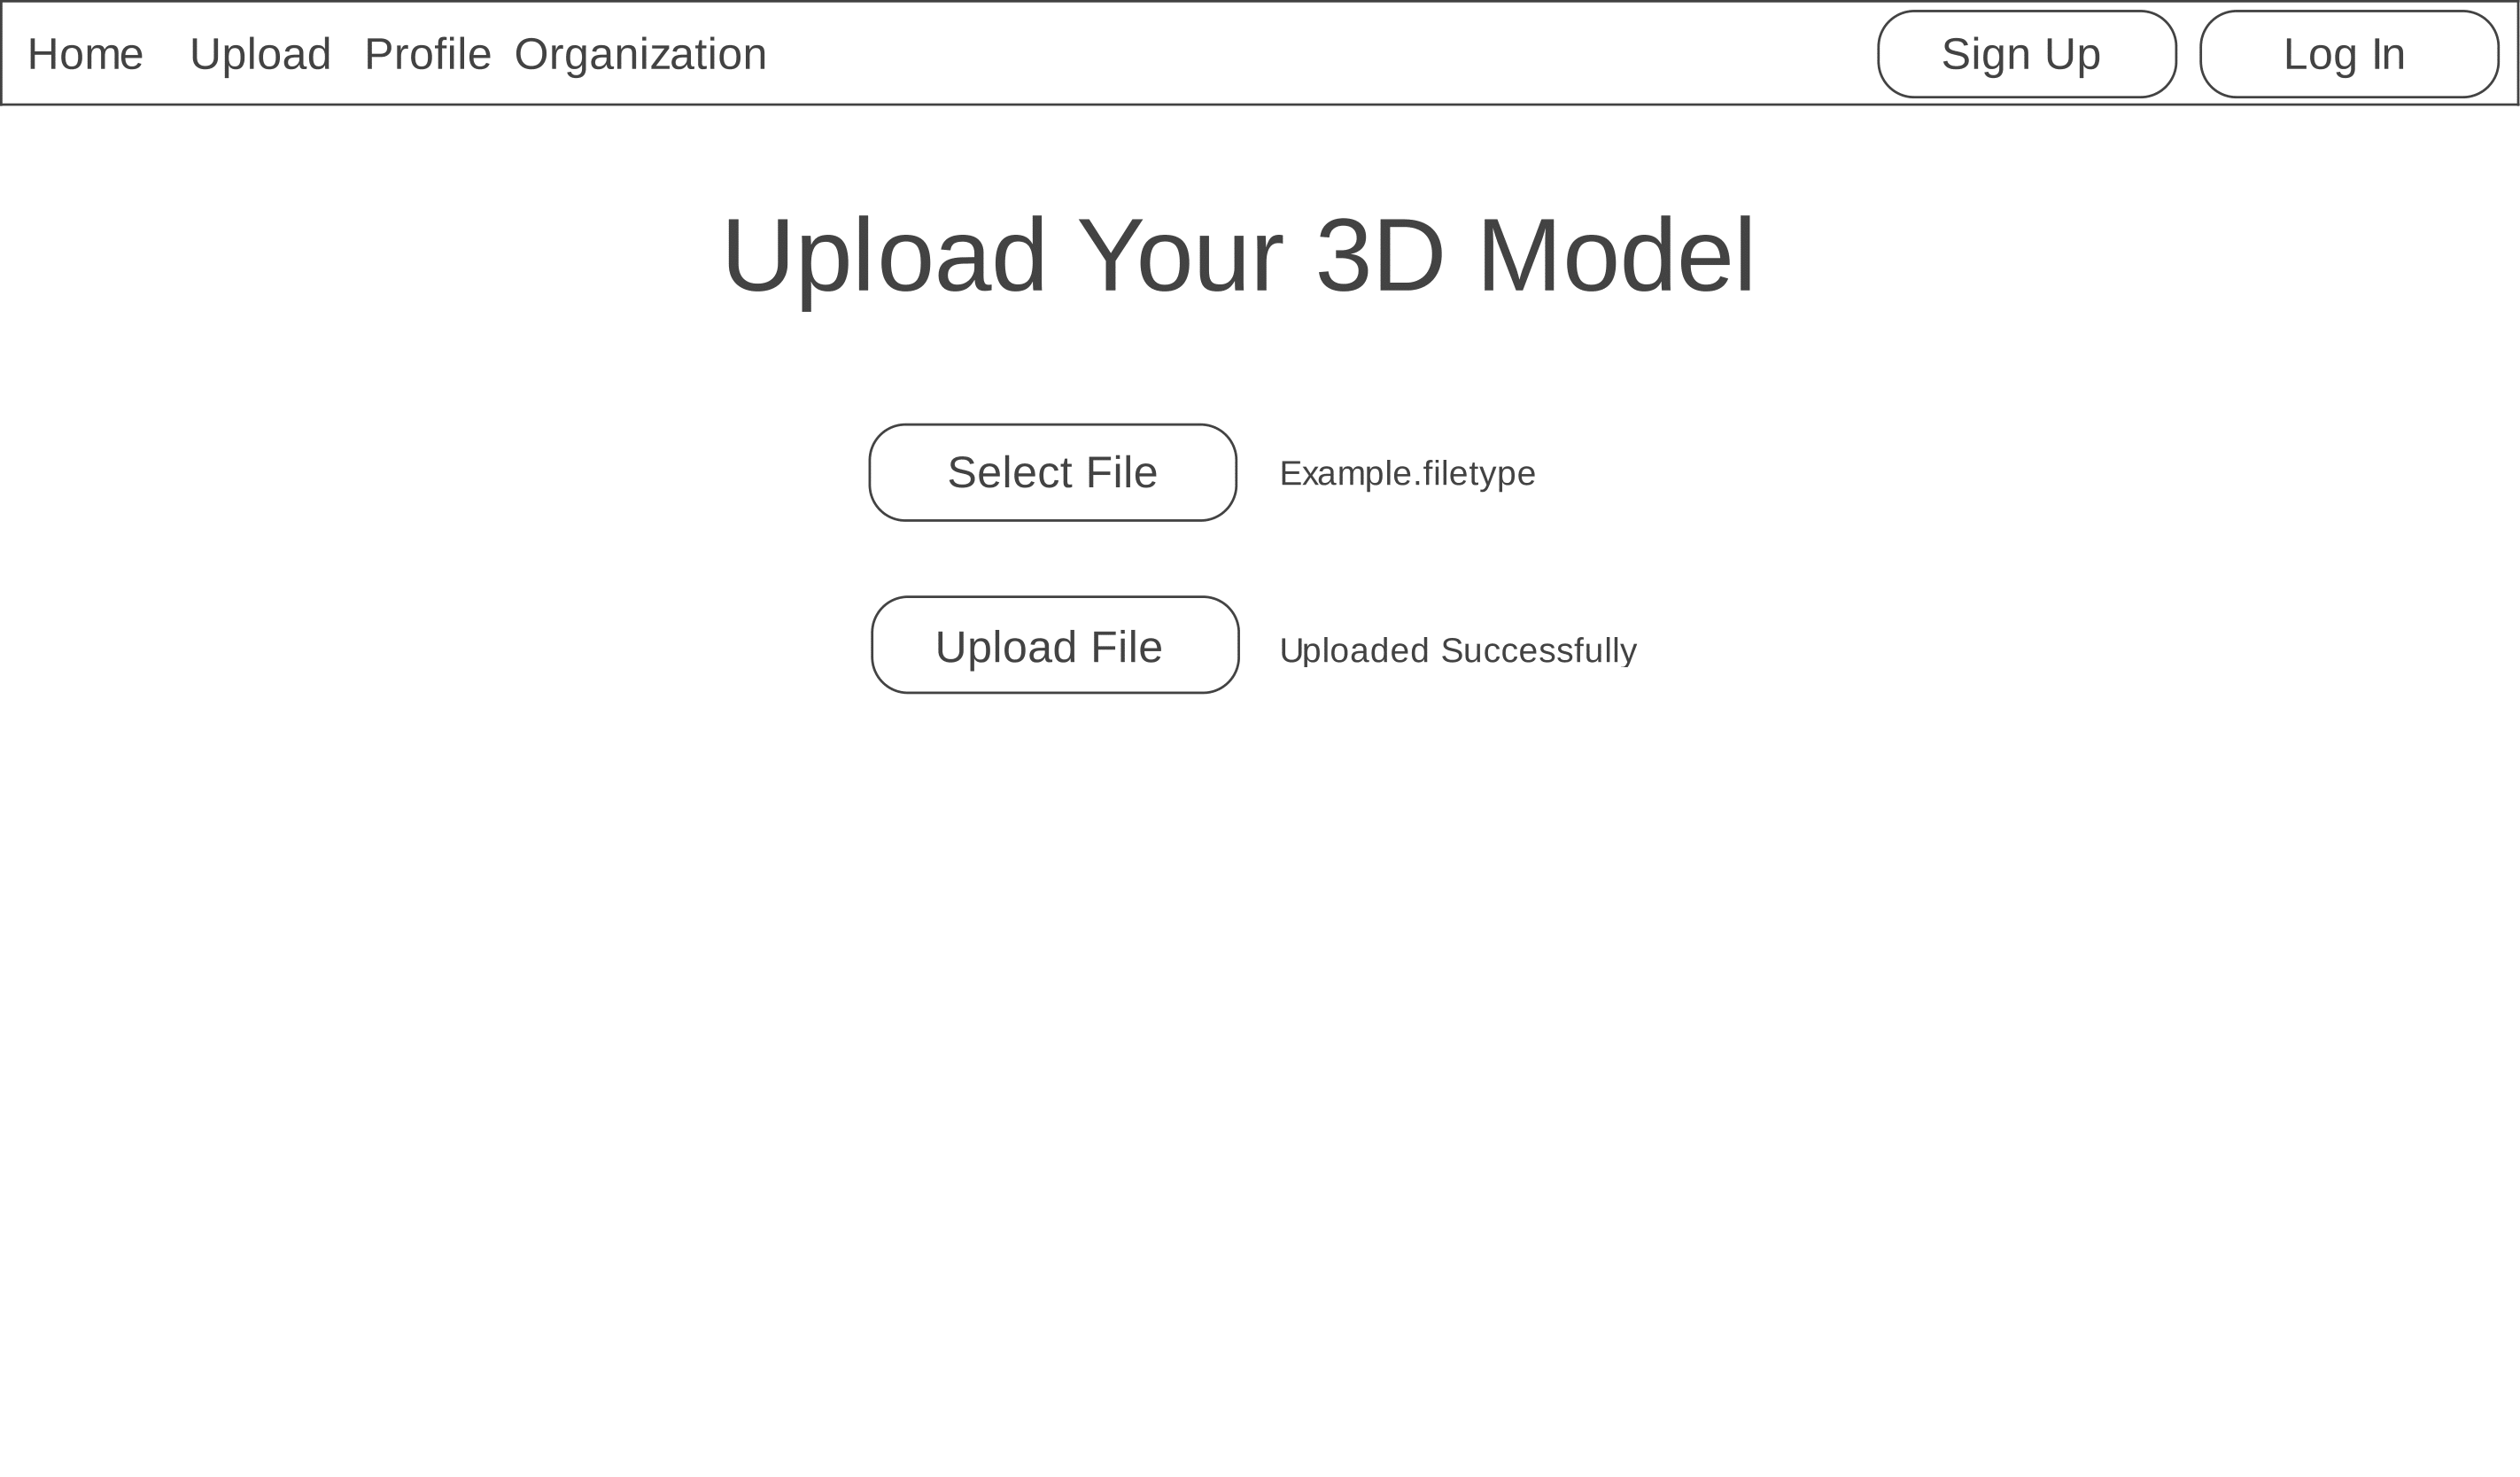 Home Upload Profile Organization Sign Up Log In
Upload Your 3D Model
Select File Example.filetype
Upload File Uploaded Successfully